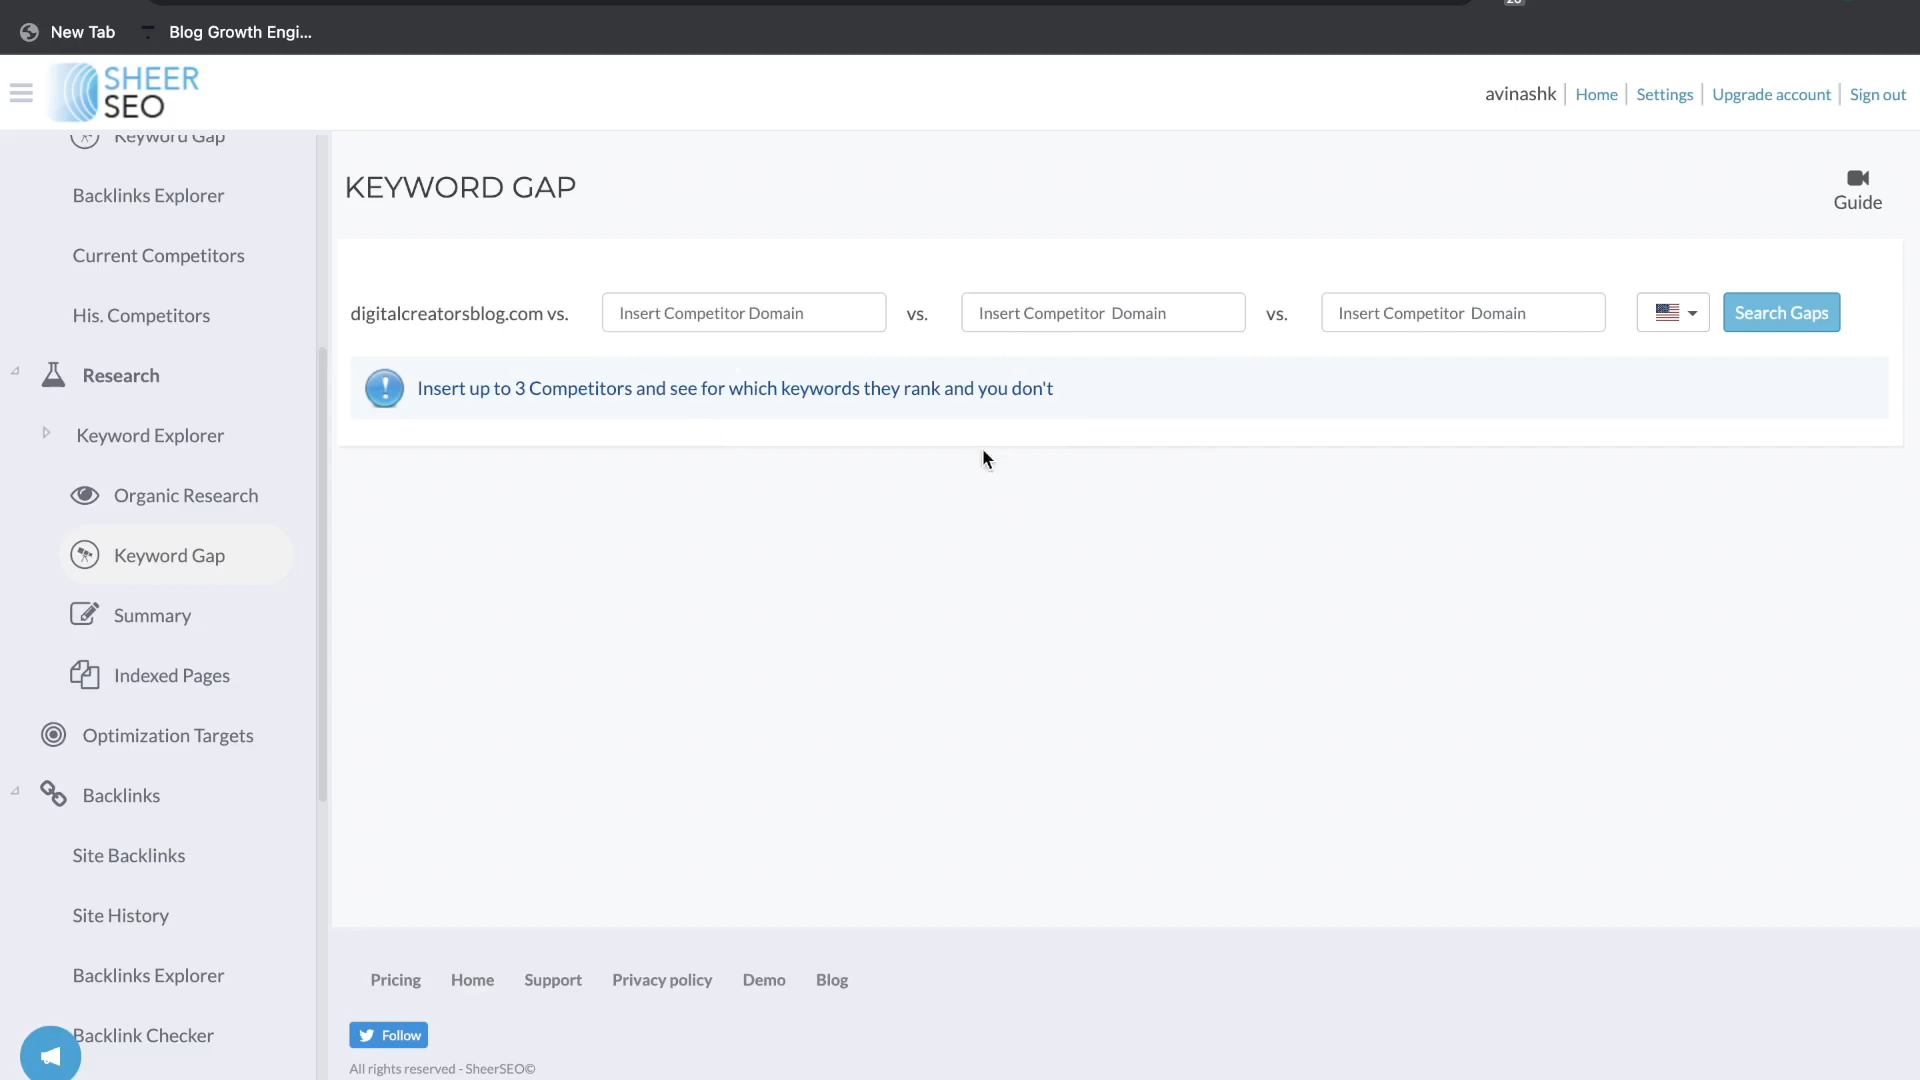 New Tab
Blog Growth Engi...
SHEER
SEO
avinashk
Home
Settings
Upgrade account
Sign out
Keyword Gap
Backlinks Explorer
Current Competitors
His. Competitors
Research
Keyword Explorer
Organic Research
Keyword Gap
Summary
Indexed Pages
Optimization Targets
Backlinks
Site Backlinks
Site History
Backlinks Explorer
Backlink Checker
KEYWORD GAP
Guide
digitalcreatorsblog.com vs. Insert Competitor Domain vs. Insert Competitor Domain vs. Insert Competitor Domain Search Gaps
Insert up to 3 Competitors and see for which keywords they rank and you don't
Pricing Home Support Privacy policy Demo Blog
Follow
All rights reserved - SheerSEO©